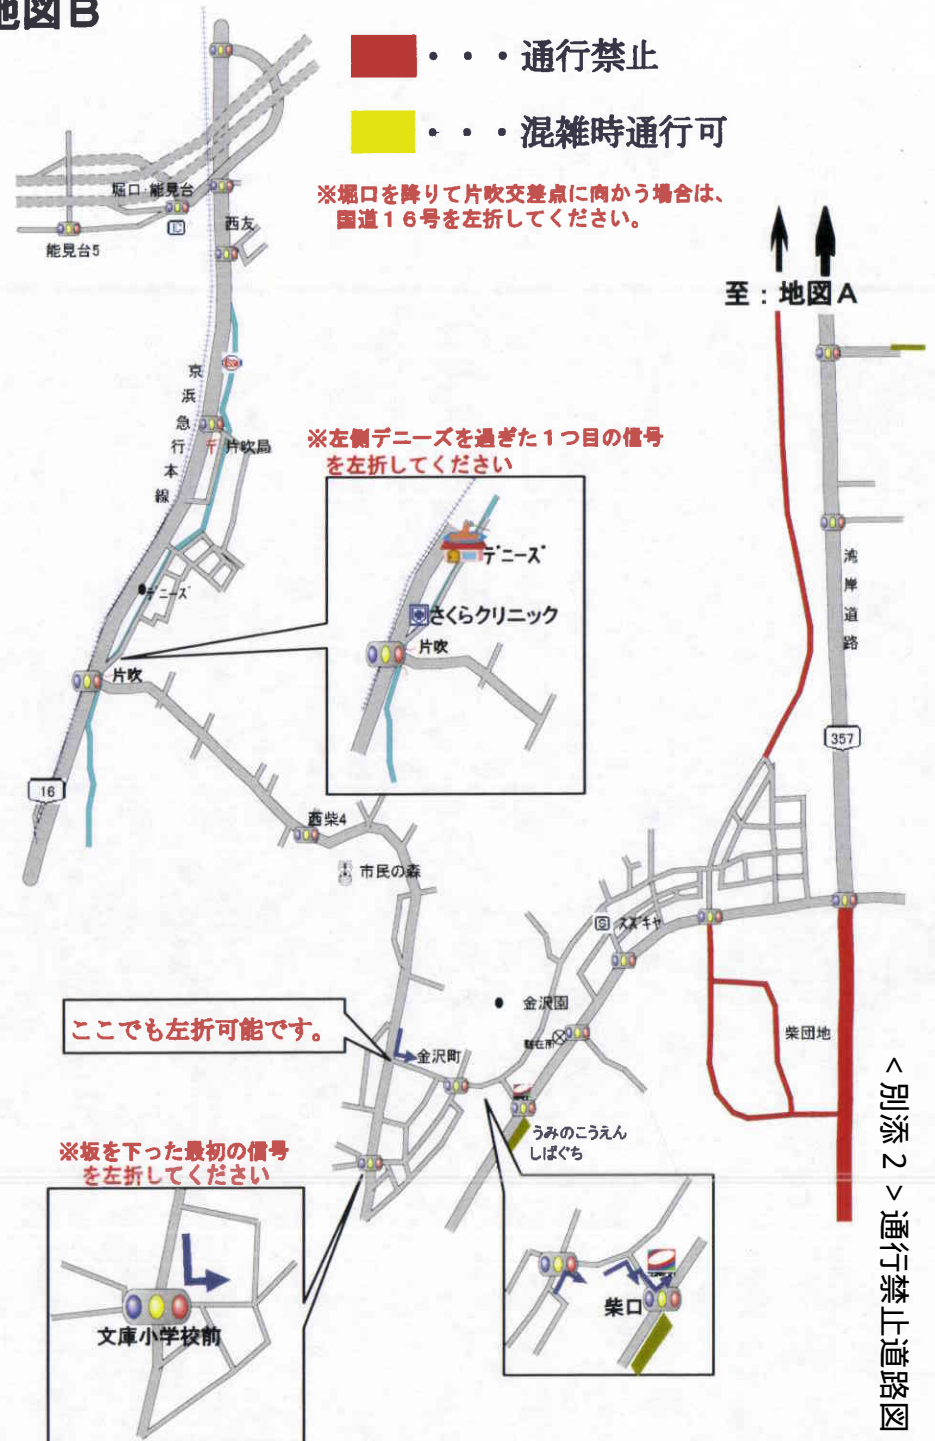 地図B
・・・通行禁止
・・・混雑時通行可
※堀口を降りて片吹交差点に向かう場合は、
国道16号を左折してください。
堀口・能見台
能見台5
西友
至：地図A
京浜急行本線
片吹局
※左側デニーズを過ぎた1つ目の信号
を左折してください
デニーズ
さくらクリニック
片吹
デニーズ
片吹
湾岸道路
357
16
西柴4
市民の森
スズキヤ
金沢園
駐在所
柴団地
ここでも左折可能です。
金沢町
うみのこうえん
しばぐち
※坂を下った最初の信号
を左折してください
文庫小学校前
柴口
＜別添2＞通行禁止道路図